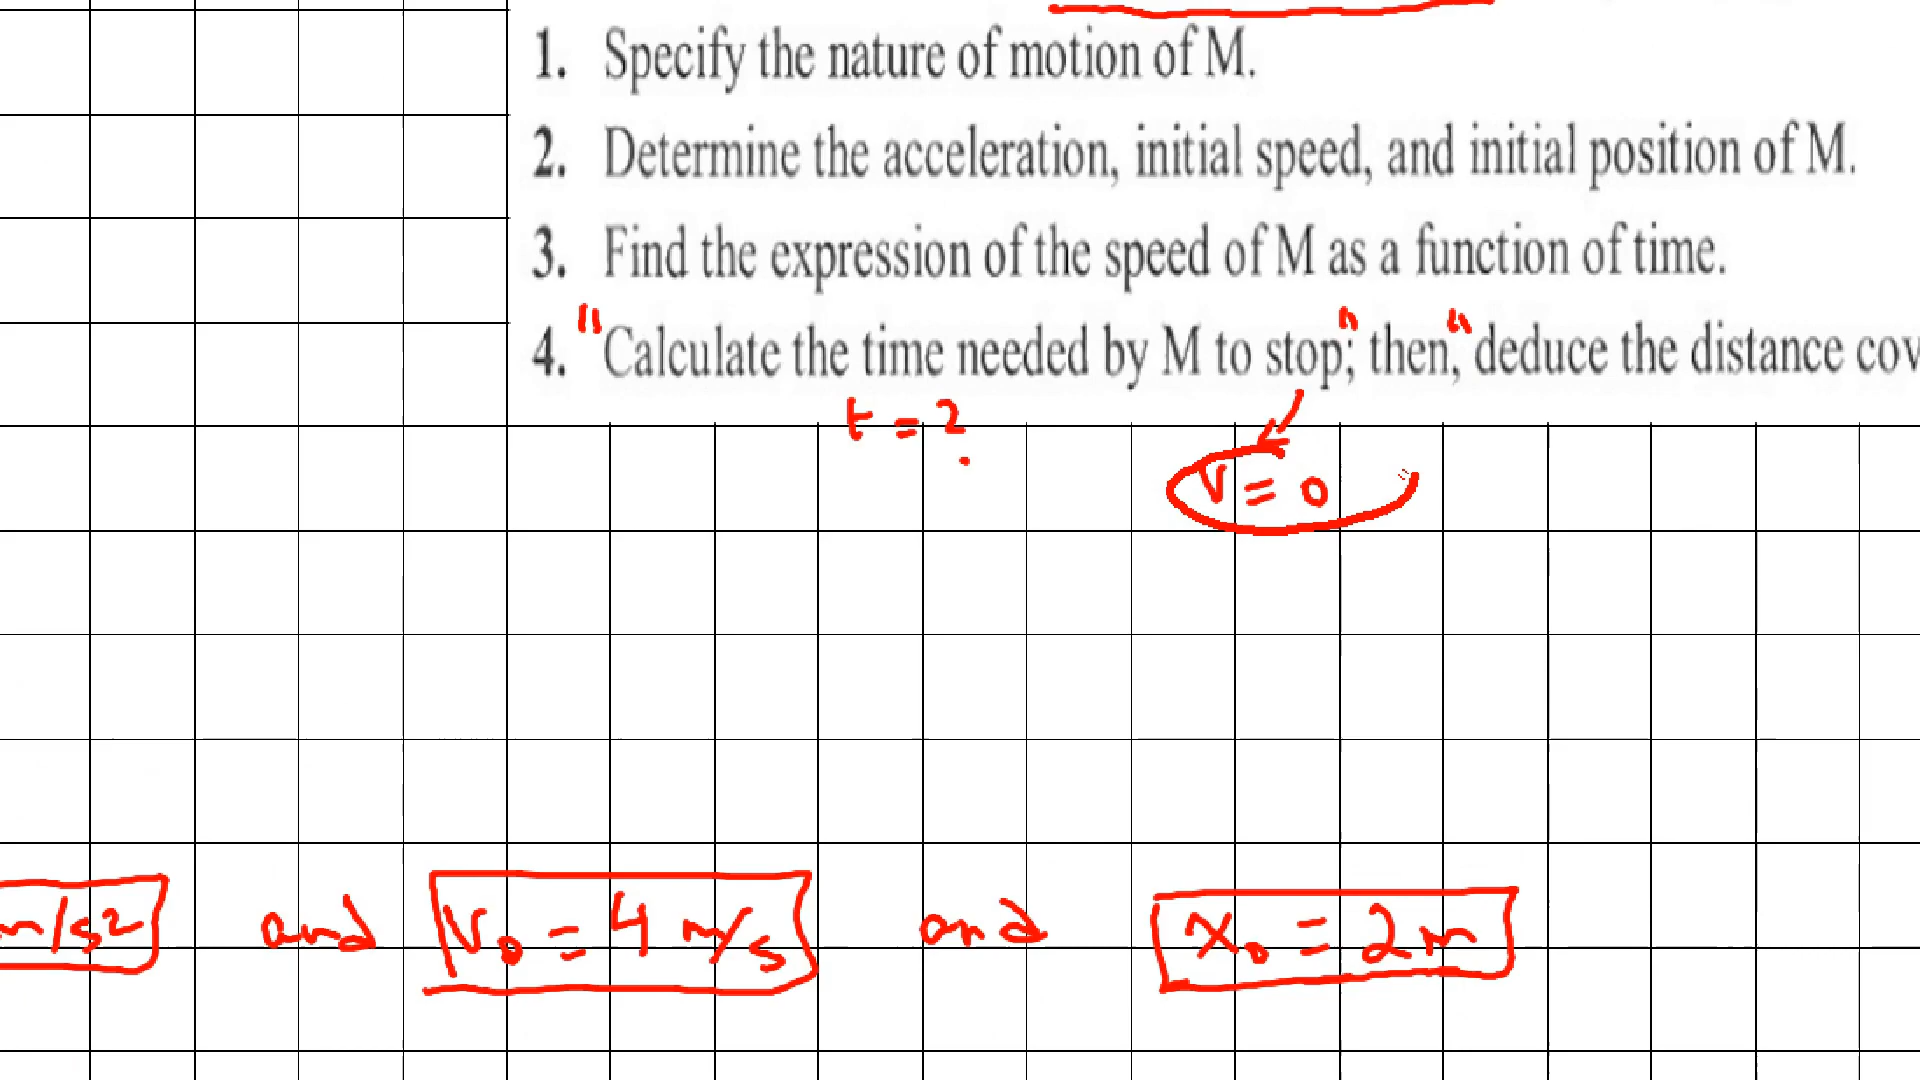 1. Specify the nature of motion of M.
2. Determine the acceleration, initial speed, and initial position of M.
3. Find the expression of the speed of M as a function of time.
4. "Calculate the time needed by M to stop"; then, "deduce the distance cov
t = ?
v = 0
m/s2 and V0 = 4 m/s and x0 = 2m